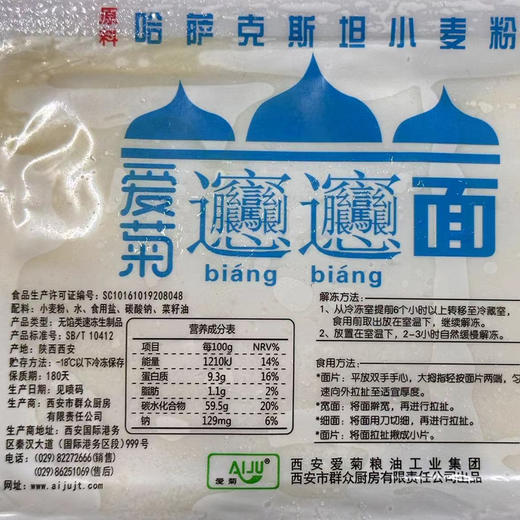 原料 哈萨克斯坦小麦粉
爱菊 𰻝𰻝面
biáng biáng
食品生产许可证编号: SC10161019208048
配料: 小麦粉、水、食用盐、碳酸钠、菜籽油
产品类型: 无馅类速冻生制品
产品标准号: SB/T 10412
产地: 陕西西安
贮存方法: -18℃以下冷冻保存
保质期: 180天
生产日期: 见喷码
生产商: 西安市群众厨房
有限责任公司
生产商地址: 西安国际港务
区秦汉大道(国际港务区段)999号
电话: (029)82272666(销售)
(029)86251069(售后)
网址: www.aijujt.com
营养成分表
项目 每100g NRV%
能量 1210kJ 14%
蛋白质 9.3g 16%
脂肪 1.1g 2%
碳水化合物 59.5g 20%
钠 129mg 6%
解冻方法:
1、从冷冻室提前6个小时以上转移至冷藏室,
食用前取出放在室温下, 继续解冻。
2、放置在室温下, 2-3小时自然缓慢解冻。
食用方法:
*面片: 平放双手手心, 大拇指轻按面片两端, 匀
速向外拉扯至适宜厚度。
*宽面: 将面擀宽, 再进行拉扯。
*细面: 将面用刀切细, 再进行拉扯。
*面片: 将面拉扯揪成小片。
AIJU
爱菊
西安爱菊粮油工业集团
西安市群众厨房有限责任公司出品